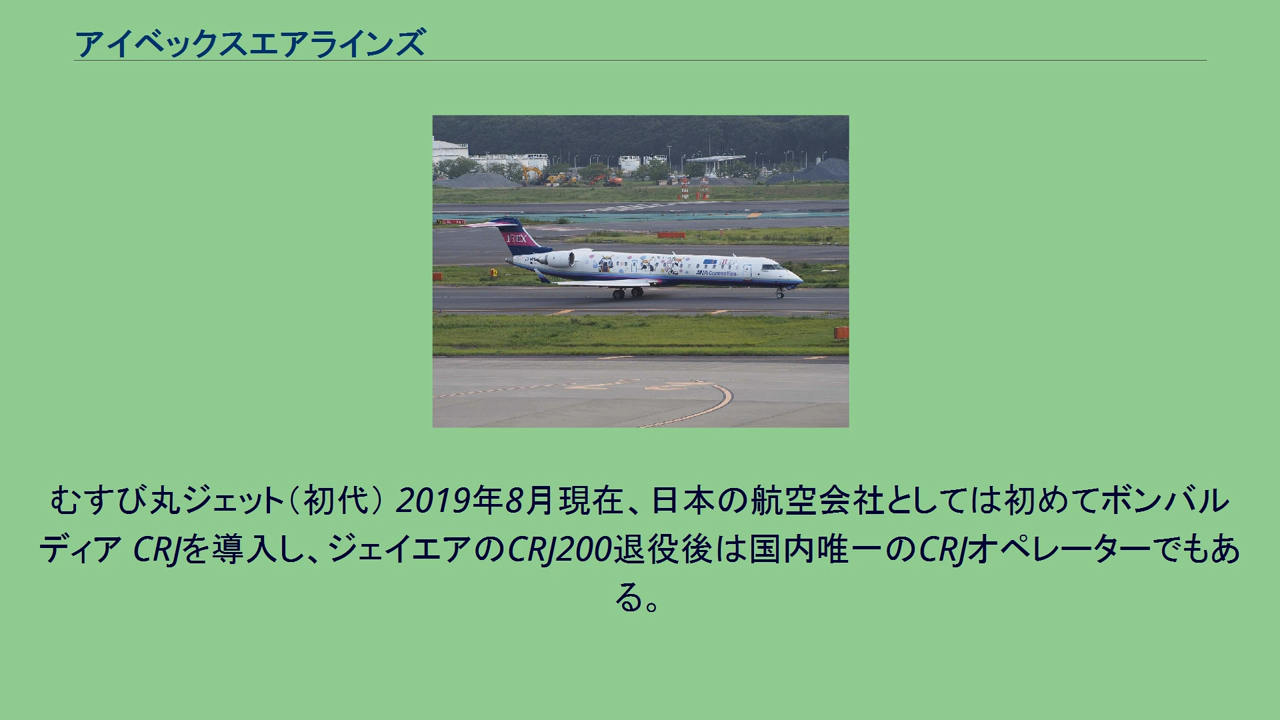 アイベックスエアラインズ
IBEX
むすび丸ジェット（初代） 2019年8月現在、日本の航空会社としては初めてボンバル
ディア CRJを導入し、ジェイエアのCRJ200退役後は国内唯一のCRJオペレーターでもあ
る。